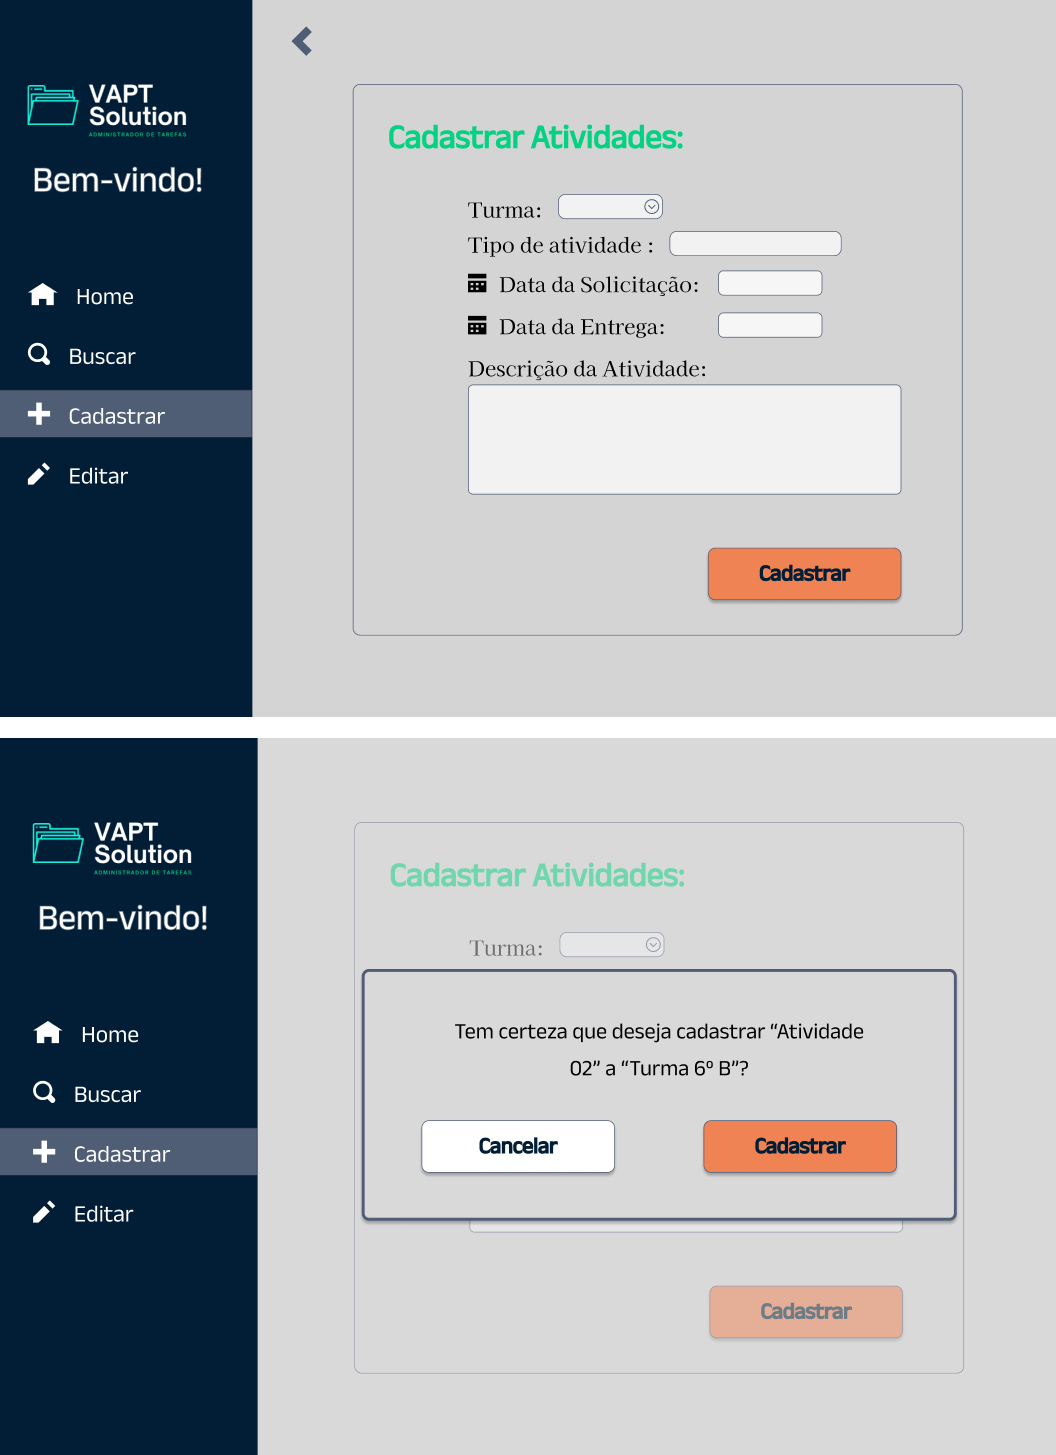 VAPT
Solution
ADMINISTRADOR DE TAREFAS
Bem-vindo!
Home
Buscar
Cadastrar
Editar
Cadastrar Atividades:
Turma:
Tipo de atividade :
Data da Solicitação:
Data da Entrega:
Descrição da Atividade:
Cadastrar
VAPT
Solution
ADMINISTRADOR DE TAREFAS
Bem-vindo!
Home
Buscar
Cadastrar
Editar
Cadastrar Atividades:
Turma:
Tem certeza que deseja cadastrar “Atividade
02” a “Turma 6º B”?
Cancelar
Cadastrar
Cadastrar